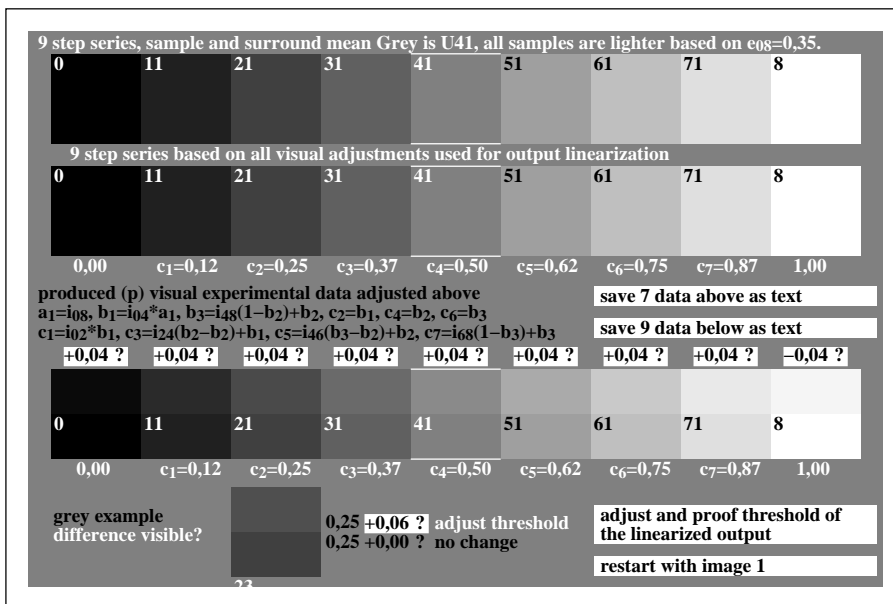 9 step series, sample and surround mean Grey is U41, all samples are lighter based on e08=0,35.
0 11 21 31 41 51 61 71 8
9 step series based on all visual adjustments used for output linearization
0 11 21 31 41 51 61 71 8
0,00 c1=0,12 c2=0,25 c3=0,37 c4=0,50 c5=0,62 c6=0,75 c7=0,87 1,00
produced (p) visual experimental data adjusted above
a1=i08, b1=i04*a1, b3=i48(1−b2)+b2, c2=b1, c4=b2, c6=b3
c1=i02*b1, c3=i24(b2−b2)+b1, c5=i46(b3−b2)+b2, c7=i68(1−b3)+b3
save 7 data above as text
save 9 data below as text
+0,04 ? +0,04 ? +0,04 ? +0,04 ? +0,04 ? +0,04 ? +0,04 ? +0,04 ? −0,04 ?
0 11 21 31 41 51 61 71 8
0,00 c1=0,12 c2=0,25 c3=0,37 c4=0,50 c5=0,62 c6=0,75 c7=0,87 1,00
grey example
difference visible?
0,25 +0,06 ? adjust threshold
0,25 +0,00 ? no change
23
adjust and proof threshold of
the linearized output
restart with image 1